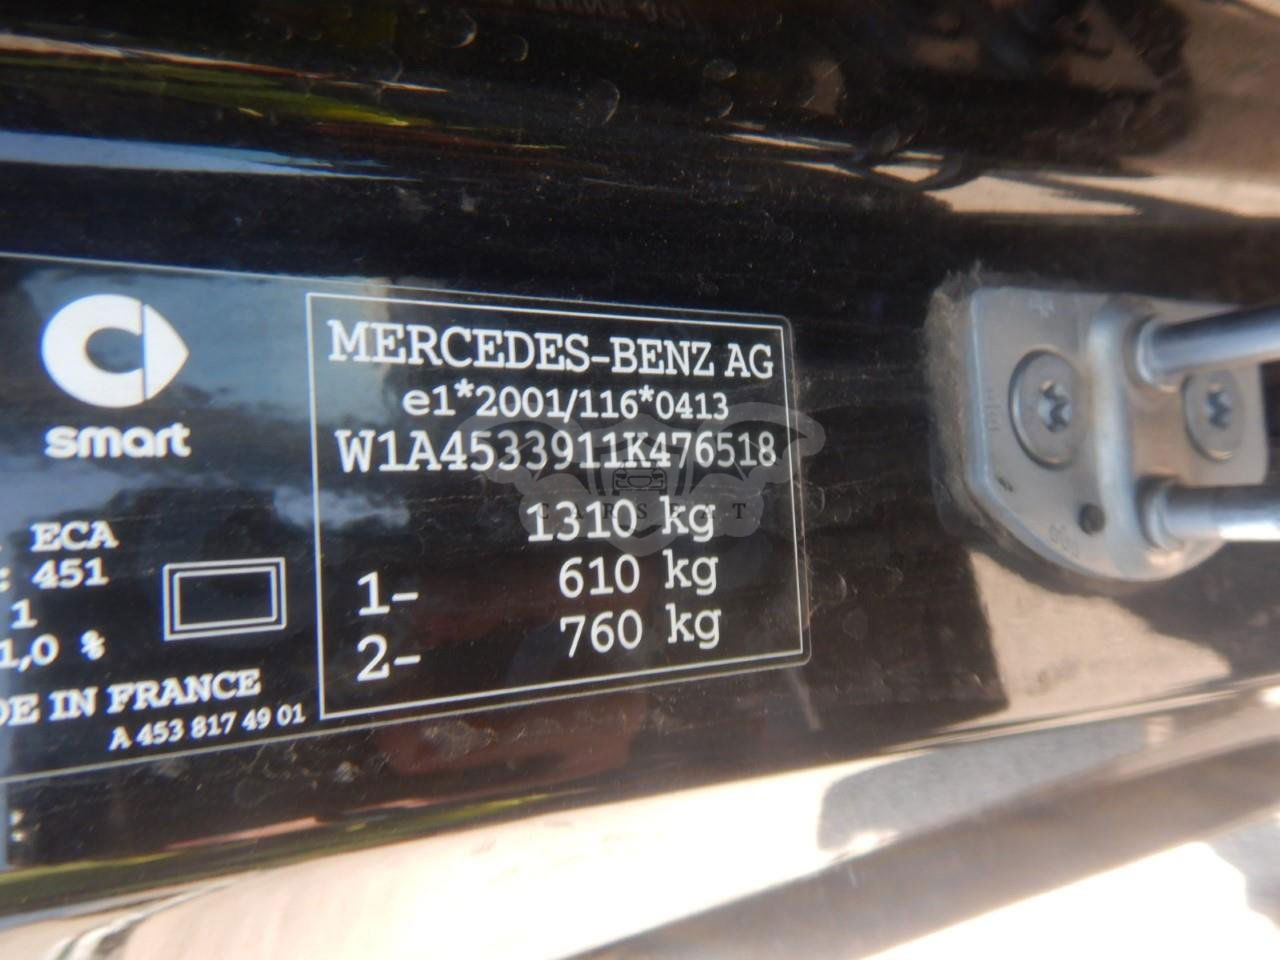 smart
ECA
: 451
1
1,0 %
DE IN FRANCE
A 453 817 49 01
MERCEDES-BENZ AG
e1*2001/116*0413
W1A4533911K476518
1310 kg
1- 610 kg
2- 760 kg